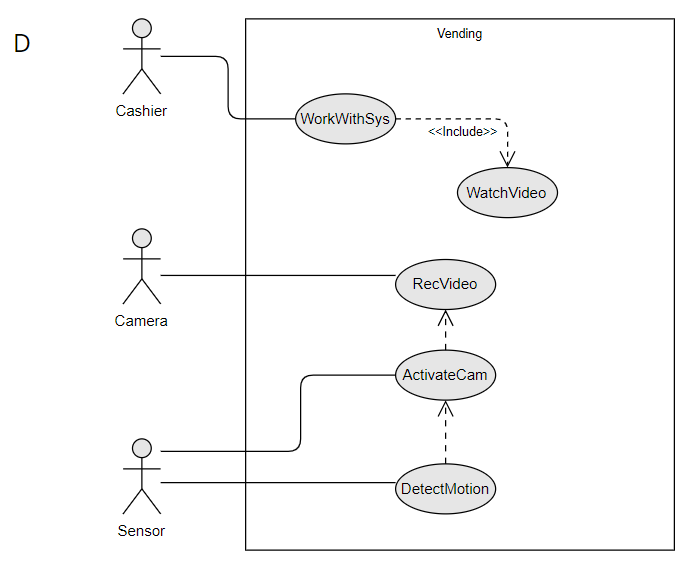 D
Vending
Cashier
WorkWithSys
<<Include>>
WatchVideo
RecVideo
Camera
ActivateCam
DetectMotion
Sensor